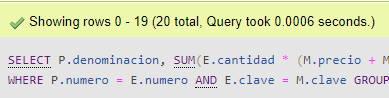 Showing rows 0 - 19 (20 total, Query took 0.0006 seconds.)
SELECT P.denominacion, SUM(E.cantidad * (M.precio + M
WHERE P.numero = E.numero AND E.clave = M.clave GROUP